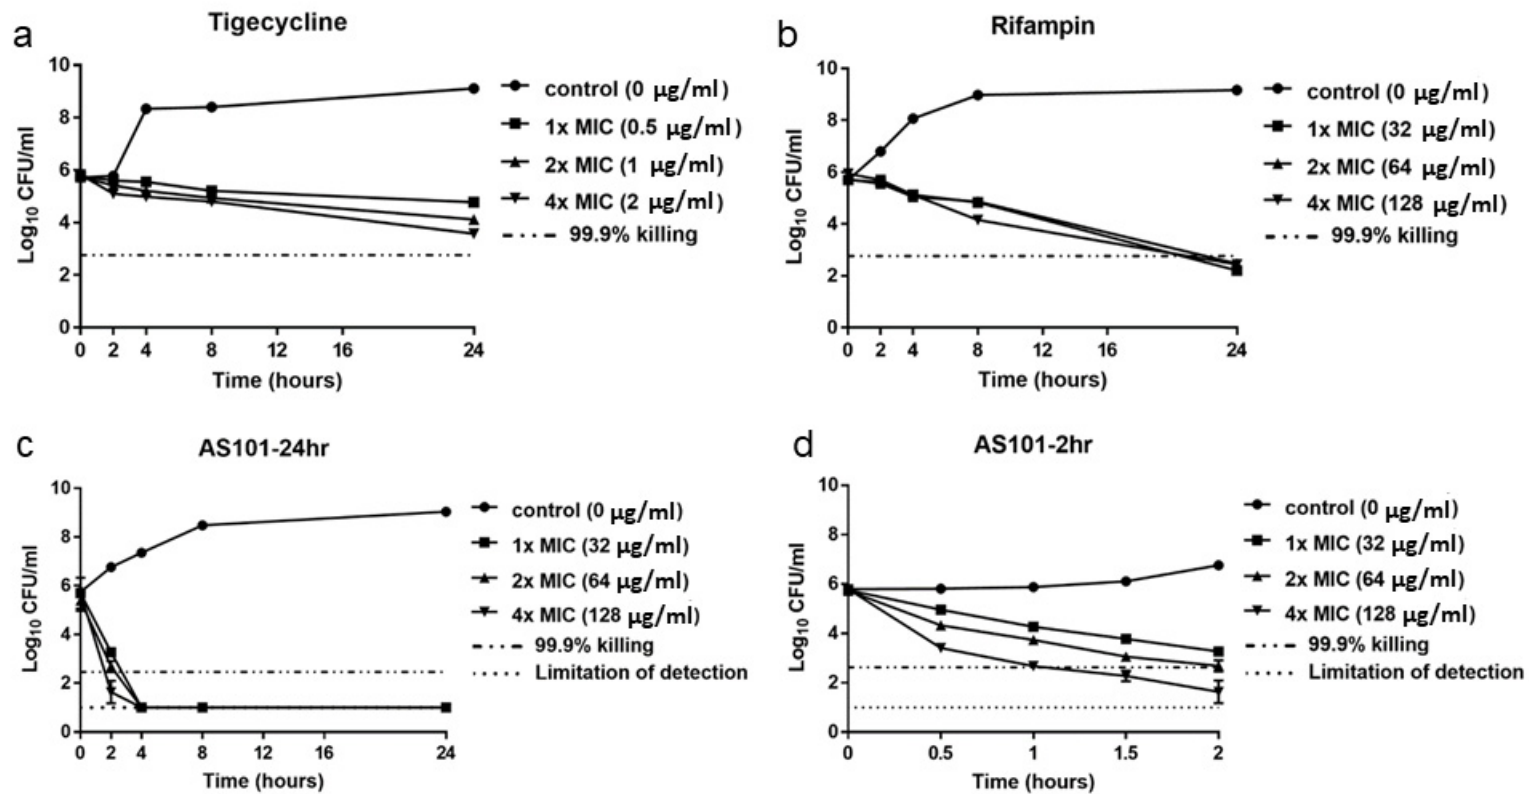 a
Tigecycline
Log10 CFU/ml
10
8
6
4
2
0
0 2 4 8 12 16 24
Time (hours)
control (0 µg/ml)
1x MIC (0.5 µg/ml)
2x MIC (1 µg/ml)
4x MIC (2 µg/ml)
99.9% killing
b
Rifampin
Log10 CFU/ml
10
8
6
4
2
0
0 2 4 8 12 16 24
Time (hours)
control (0 µg/ml)
1x MIC (32 µg/ml)
2x MIC (64 µg/ml)
4x MIC (128 µg/ml)
99.9% killing
c
AS101-24hr
Log10 CFU/ml
10
8
6
4
2
0
0 2 4 8 12 16 24
Time (hours)
control (0 µg/ml)
1x MIC (32 µg/ml)
2x MIC (64 µg/ml)
4x MIC (128 µg/ml)
99.9% killing
Limitation of detection
d
AS101-2hr
Log10 CFU/ml
10
8
6
4
2
0
0 0.5 1 1.5 2
Time (hours)
control (0 µg/ml)
1x MIC (32 µg/ml)
2x MIC (64 µg/ml)
4x MIC (128 µg/ml)
99.9% killing
Limitation of detection